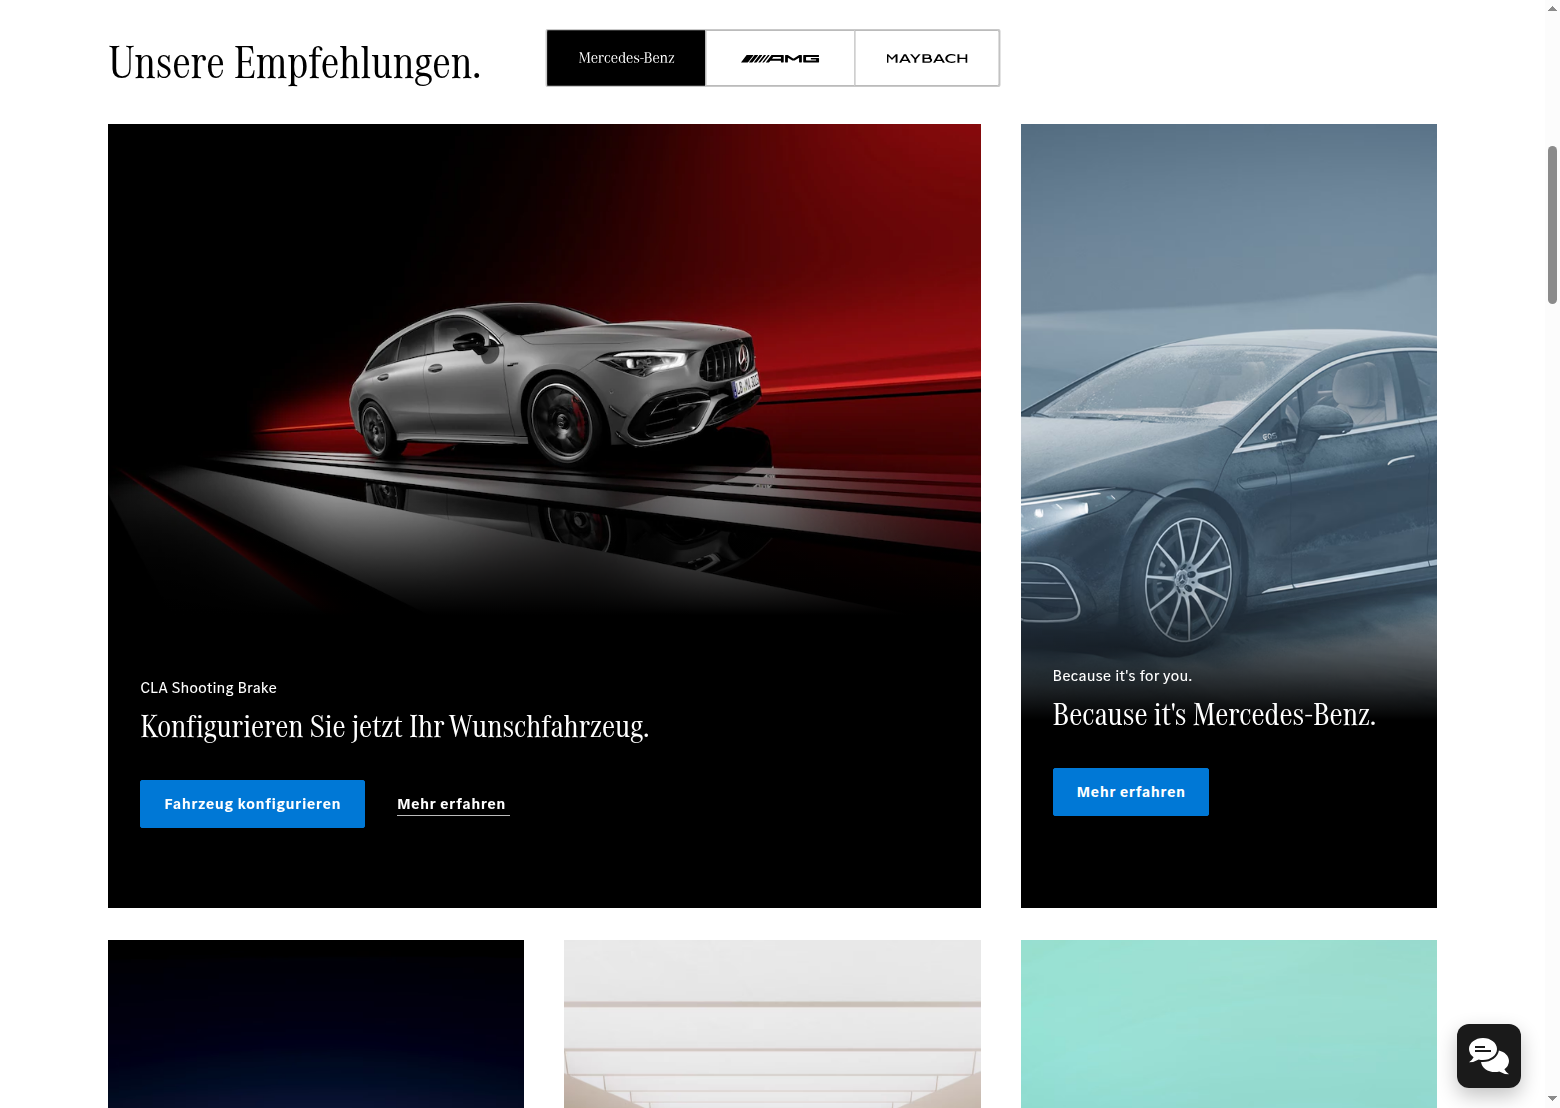 Unsere Empfehlungen.
Mercedes-Benz
AMG
MAYBACH
CLA Shooting Brake
Konfigurieren Sie jetzt Ihr Wunschfahrzeug.
Fahrzeug konfigurieren
Mehr erfahren
Because it's for you.
Because it's Mercedes-Benz.
Mehr erfahren